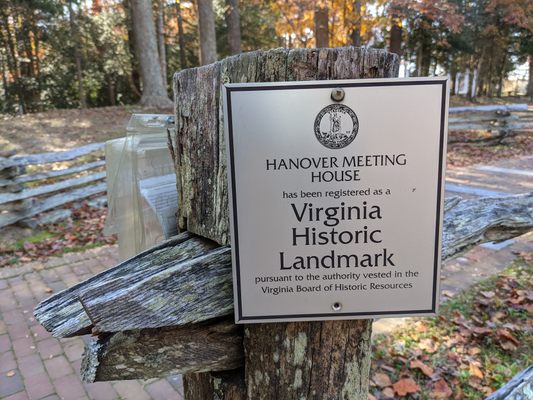 HANOVER MEETING
HOUSE
has been registered as a
Virginia
Historic
Landmark
pursuant to the authority vested in the
Virginia Board of Historic Resources